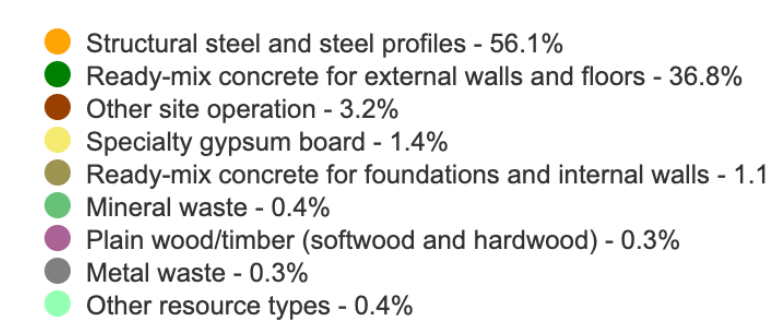 Structural steel and steel profiles - 56.1%
Ready-mix concrete for external walls and floors - 36.8%
Other site operation - 3.2%
Specialty gypsum board - 1.4%
Ready-mix concrete for foundations and internal walls - 1.1
Mineral waste - 0.4%
Plain wood/timber (softwood and hardwood) - 0.3%
Metal waste - 0.3%
Other resource types - 0.4%